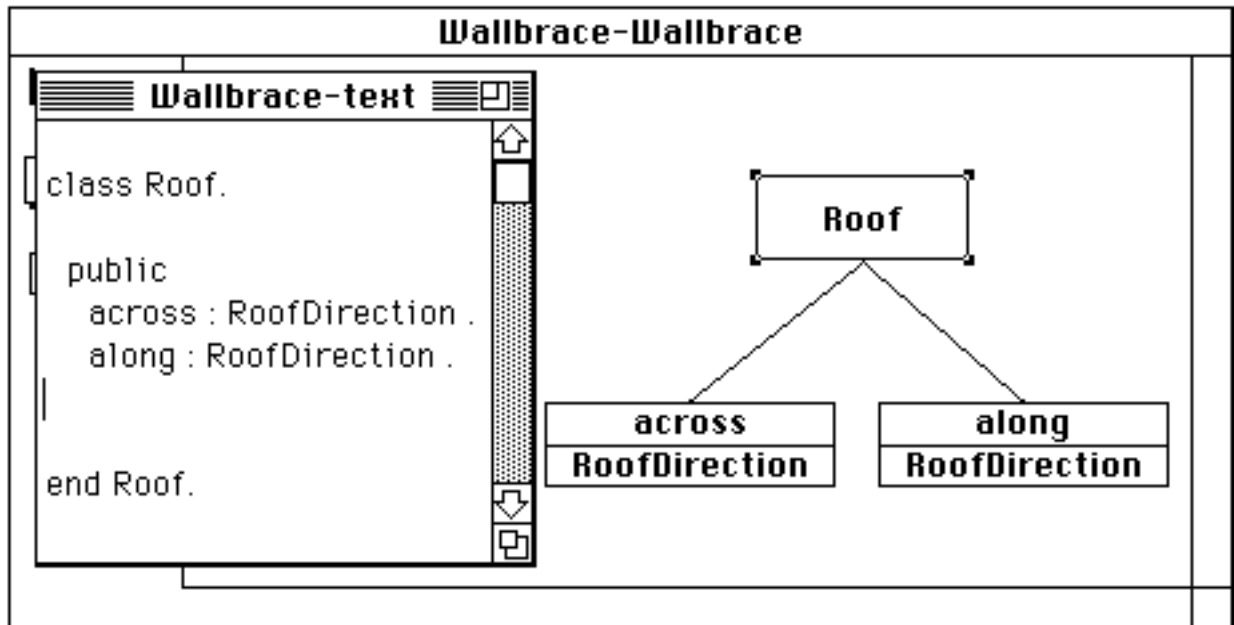 Wallbrace-Wallbrace
Wallbrace-text
class Roof.
public
across : RoofDirection .
along : RoofDirection .
end Roof.
Roof
across
RoofDirection
along
RoofDirection